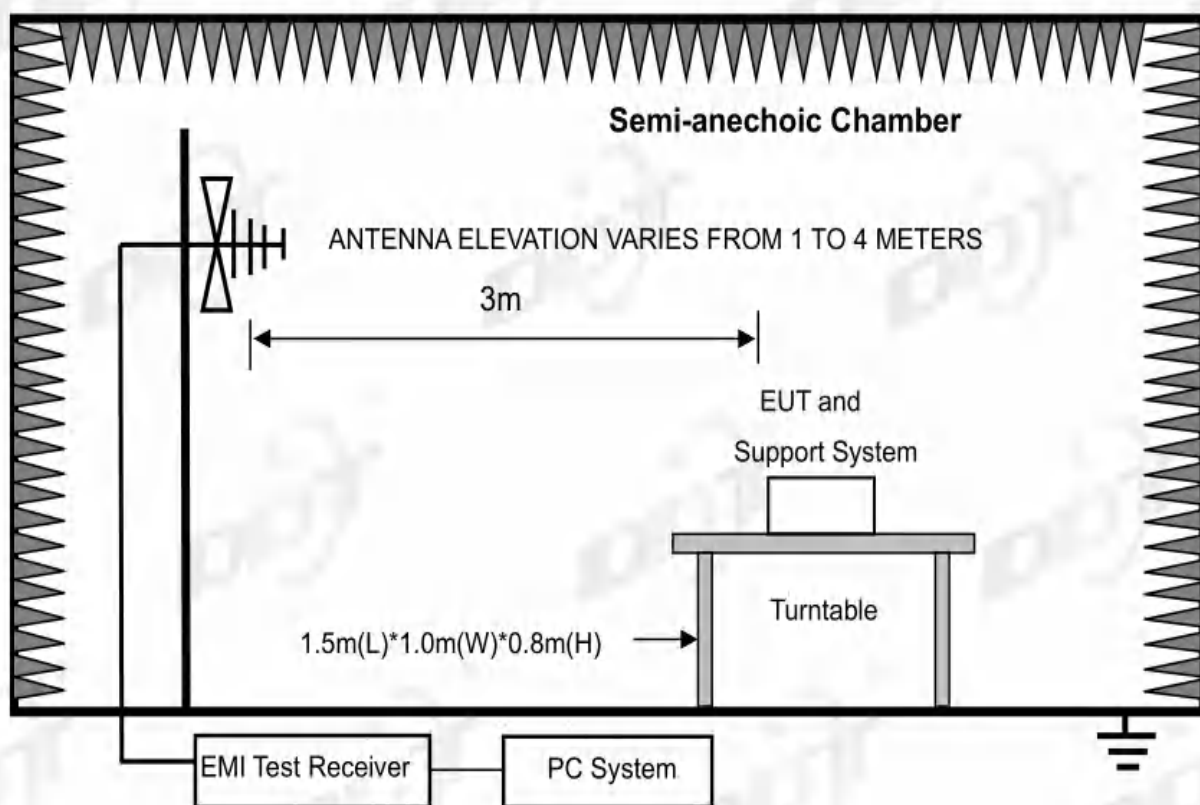 Semi-anechoic Chamber
ANTENNA ELEVATION VARIES FROM 1 TO 4 METERS
3m
EUT and
Support System
Turntable
1.5m(L)*1.0m(W)*0.8m(H)
EMI Test Receiver
PC System